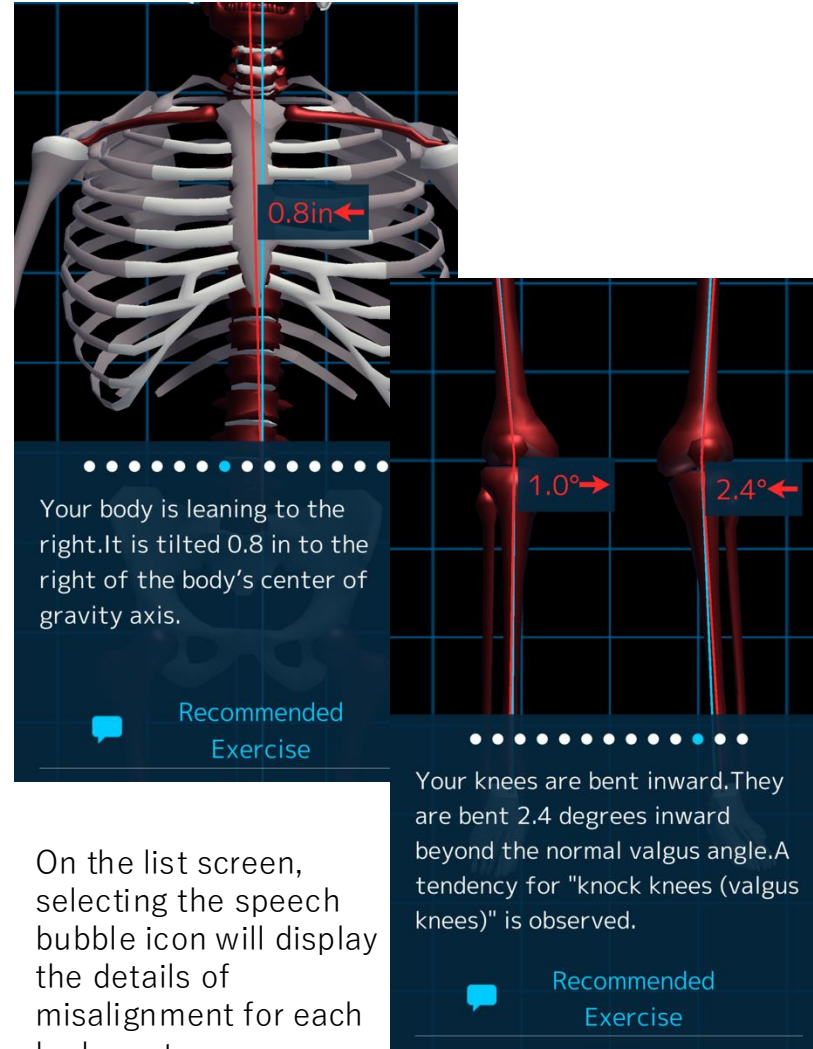 0.8in
Your body is leaning to the
right.It is tilted 0.8 in to the
right of the body's center of
gravity axis.
Recommended
Exercise
1.0°
2.4°
Your knees are bent inward.They
are bent 2.4 degrees inward
beyond the normal valgus angle.A
tendency for "knock knees (valgus
knees)" is observed.
Recommended
Exercise
On the list screen,
selecting the speech
bubble icon will display
the details of
misalignment for each